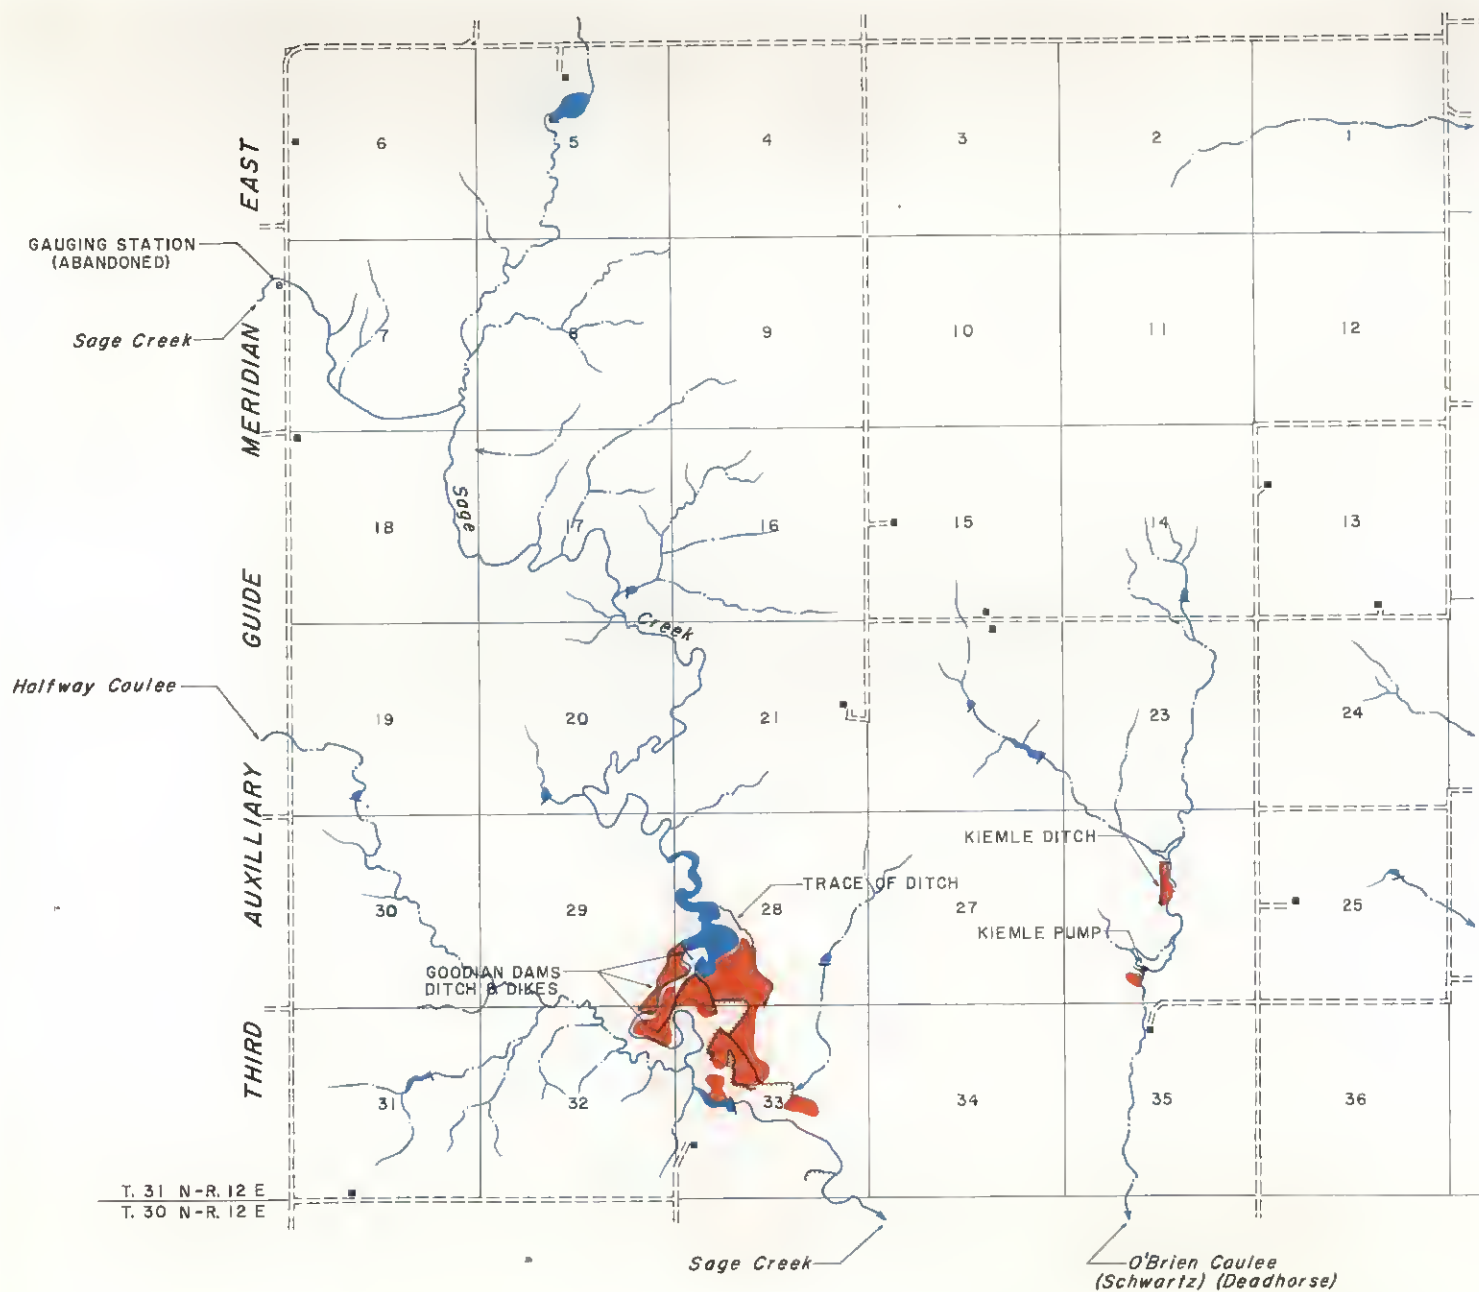 6
5
4
3
2
1
EAST
GAUGING STATION
(ABANDONED)
Sage Creek
MERIDIAN
7
8
9
10
11
12
18
Sage
17
16
15
14
13
GUIDE
Creek
Halfway Coulee
19
20
21
23
24
AUXILLIARY
KIEMLE DITCH
TRACE OF DITCH
30
29
28
27
25
KIEMLE PUMP
GOODIAN DAMS
DITCH & DIKES
THIRD
31
32
33
34
35
36
T. 31 N-R. 12 E
T. 30 N-R. 12 E
Sage Creek
O'Brien Coulee
(Schwartz) (Deadhorse)